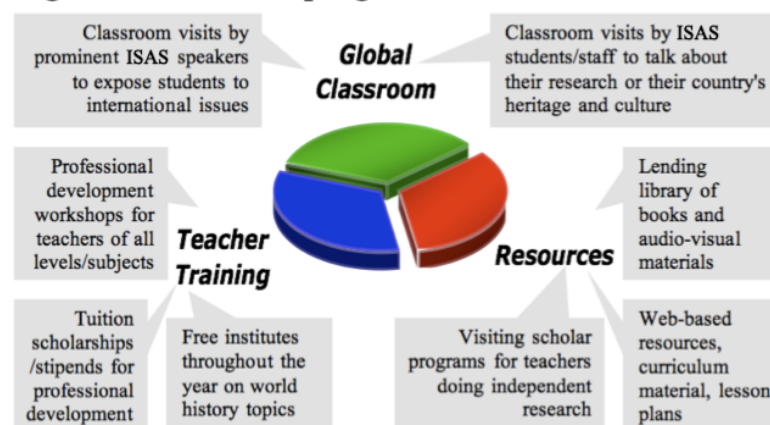 Classroom visits by
prominent ISAS speakers
to expose students to
international issues
Global
Classroom
Classroom visits by ISAS
students/staff to talk about
their research or their country's
heritage and culture
Professional
development
workshops for
teachers of all
levels/subjects
Teacher
Training
Resources
Lending
library of
books and
audio-visual
materials
Tuition
scholarships
/stipends for
professional
development
Free institutes
throughout the
year on world
history topics
Visiting scholar
programs for teachers
doing independent
research
Web-based
resources,
curriculum
material, lesson
plans